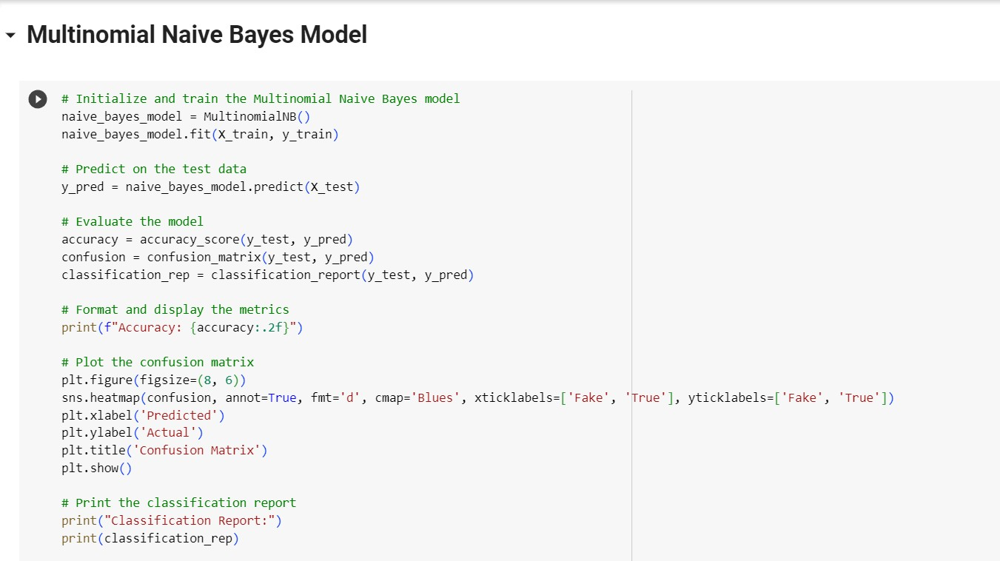 Multinomial Naive Bayes Model
# Initialize and train the Multinomial Naive Bayes model
naive_bayes_model = MultinomialNB()
naive_bayes_model.fit(X_train, y_train)
# Predict on the test data
y_pred = naive_bayes_model.predict(X_test)
# Evaluate the model
accuracy = accuracy_score(y_test, y_pred)
confusion = confusion_matrix(y_test, y_pred)
classification_rep = classification_report(y_test, y_pred)
# Format and display the metrics
print(f"Accuracy: {accuracy:.2f}")
# Plot the confusion matrix
plt.figure(figsize=(8, 6))
sns.heatmap(confusion, annot=True, fmt='d', cmap='Blues', xticklabels=['Fake', 'True'], yticklabels=['Fake', 'True'])
plt.xlabel('Predicted')
plt.ylabel('Actual')
plt.title('Confusion Matrix')
plt.show()
# Print the classification report
print("Classification Report:")
print(classification_rep)